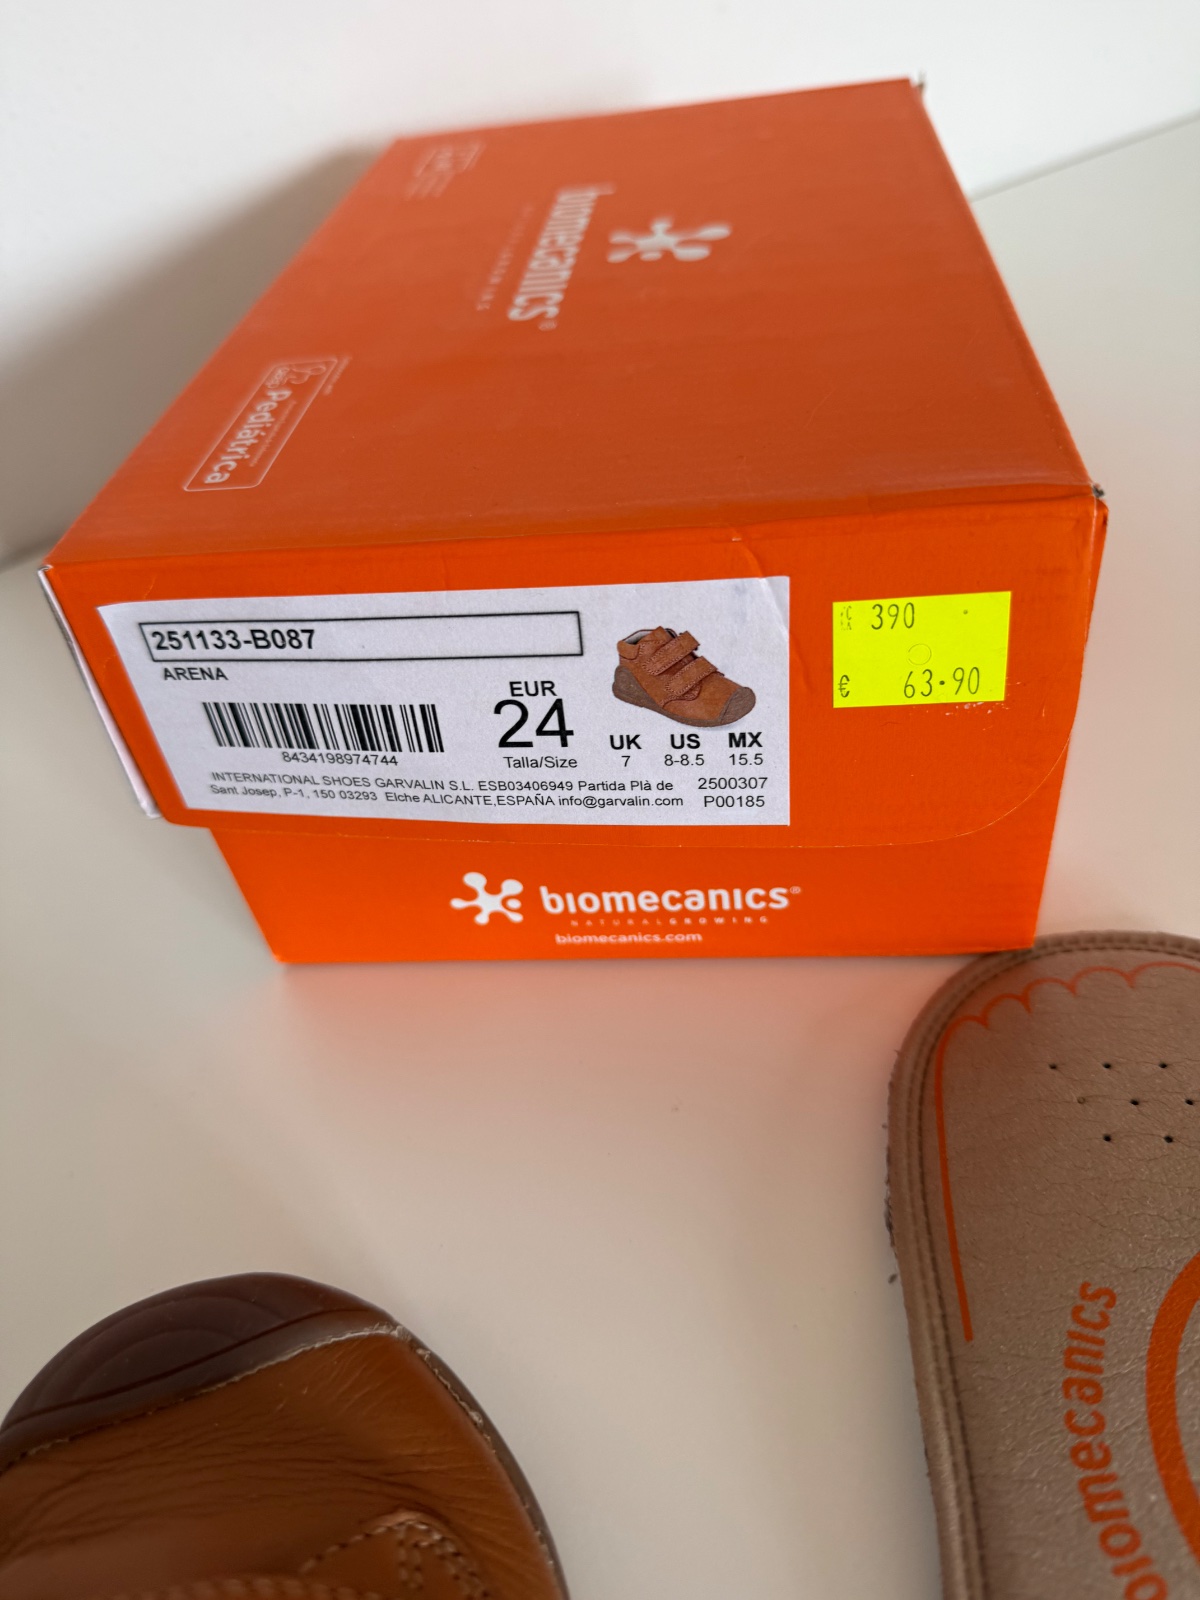 biomecanics®
Pediátrica
251133-B087
ARENA
8434198974744
EUR
24
Talla/Size
UK US MX
7 8-8.5 15.5
INTERNATIONAL SHOES GARVALIN S.L. ESB03406949 Partida Plà de
Sant Josep, P-1, 150 03293 Elche ALICANTE,ESPAÑA info@garvalin.com
2500307
P00185
390
€ 63·90
biomecanics®
NATURALGROWING
biomecanics.com
biomecanics
biomecanics